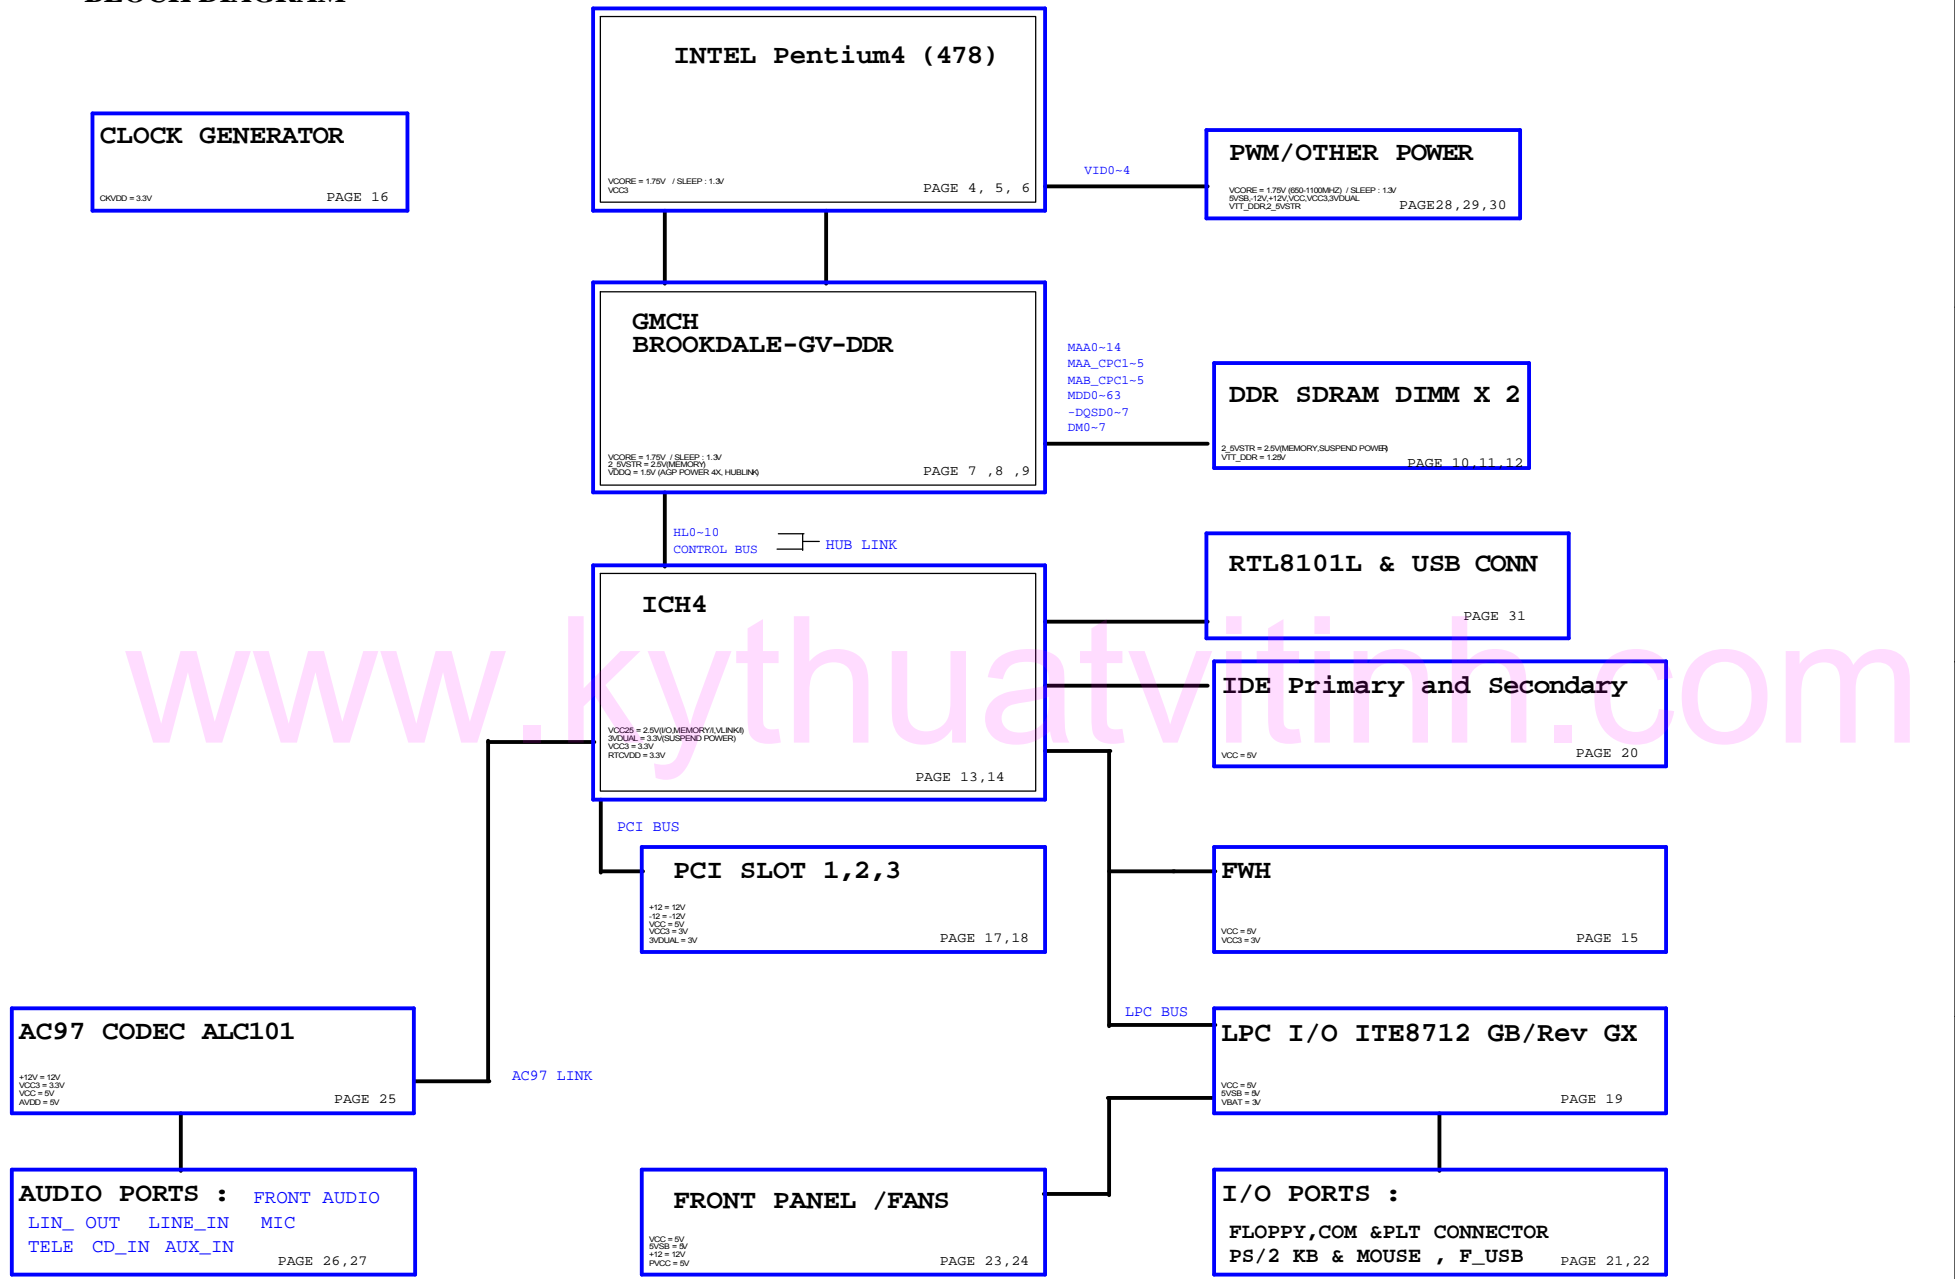 BLOCK DIAGRAM
INTEL Pentium4 (478)
VCORE = 1.75V / SLEEP : 1.3V
VCC3
PAGE 4, 5, 6
CLOCK GENERATOR
CKVDD = 3.3V
PAGE 16
VID0~4
PWM/OTHER POWER
VCORE = 1.75V (650-1100MHZ) / SLEEP : 1.3V
5VSB,-12V,+12V,VCC,VCC3,3VDUAL
VTT_DDR,2_5VSTR
PAGE28,29,30
GMCH
BROOKDALE-GV-DDR
VCORE = 1.75V / SLEEP : 1.3V
2_5VSTR = 2.5V(MEMORY)
VDDQ = 1.5V (AGP POWER 4X, HUBLINK)
PAGE 7 ,8 ,9
MAA0~14
MAA_CPC1~5
MAB_CPC1~5
MDD0~63
-DQSD0~7
DM0~7
DDR SDRAM DIMM X 2
2_5VSTR = 2.5V(MEMORY,SUSPEND POWER)
VTT_DDR = 1.25V
PAGE 10,11,12
HL0~10
CONTROL BUS
HUB LINK
ICH4
VCC25 = 2.5V(I/O,MEMORY/I,VLINK/I)
3VDUAL = 3.3V(SUSPEND POWER)
VCC3 = 3.3V
RTCVDD = 3.3V
PAGE 13,14
RTL8101L & USB CONN
PAGE 31
www.kythuatvitinh.com
IDE Primary and Secondary
VCC = 5V
PAGE 20
PCI BUS
PCI SLOT 1,2,3
+12 = 12V
-12 = -12V
VCC = 5V
VCC3 = 3V
3VDUAL = 3V
PAGE 17,18
FWH
VCC = 5V
VCC3 = 3V
PAGE 15
AC97 CODEC ALC101
+12V = 12V
VCC3 = 3.3V
VCC = 5V
AVDD = 5V
PAGE 25
AC97 LINK
LPC BUS
LPC I/O ITE8712 GB/Rev GX
VCC = 5V
5VSB = 5V
VBAT = 3V
PAGE 19
AUDIO PORTS : FRONT AUDIO
LIN_ OUT LINE_IN MIC
TELE CD_IN AUX_IN
PAGE 26,27
FRONT PANEL /FANS
VCC = 5V
5VSB = 5V
+12 = 12V
PVCC = 5V
PAGE 23,24
I/O PORTS :
FLOPPY,COM &PLT CONNECTOR
PS/2 KB & MOUSE , F_USB
PAGE 21,22